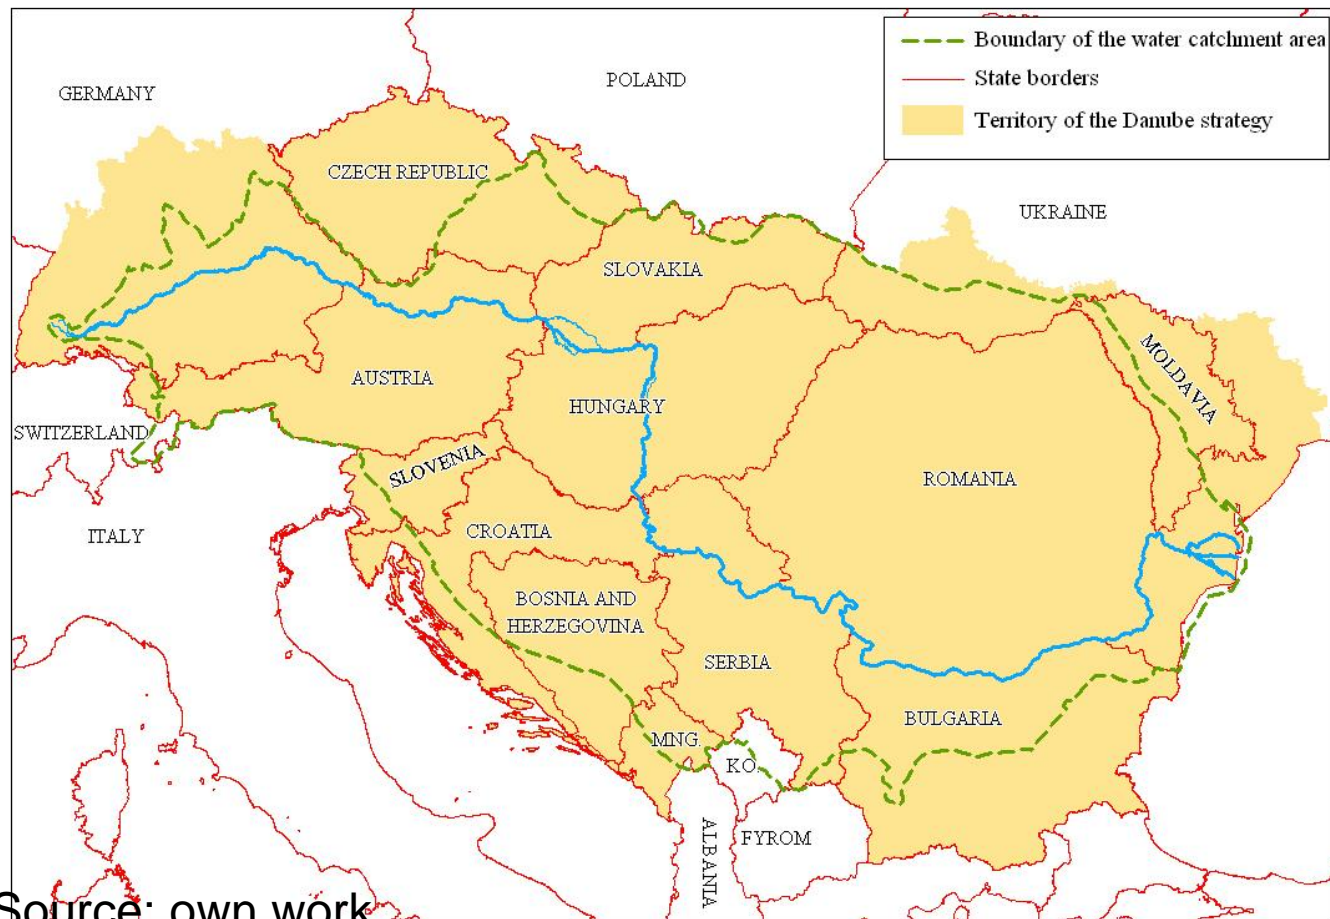 Boundary of the water catchment area
State borders
Territory of the Danube strategy
GERMANY
POLAND
CZECH REPUBLIC
UKRAINE
SLOVAKIA
MOLDAVIA
AUSTRIA
HUNGARY
SWITZERLAND
SLOVENIA
ROMANIA
ITALY
CROATIA
BOSNIA AND
HERZEGOVINA
SERBIA
BULGARIA
MNG.
KO.
FYROM
ALBANIA
Source: own work